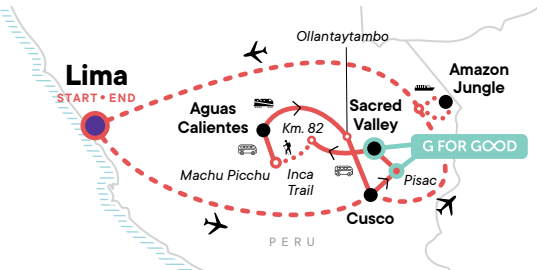 Ollantaytambo
Lima
START • END
Amazon
Jungle
Aguas
Calientes
Sacred
Valley
Km. 82
G FOR GOOD
Machu Picchu
Inca
Trail
Pisac
Cusco
PERU